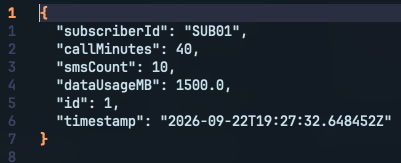 1 {
1 "subscriberId": "SUB01",
2 "callMinutes": 40,
3 "smsCount": 10,
4 "dataUsageMB": 1500.0,
5 "id": 1,
6 "timestamp": "2026-09-22T19:27:32.648452Z"
7 }
8